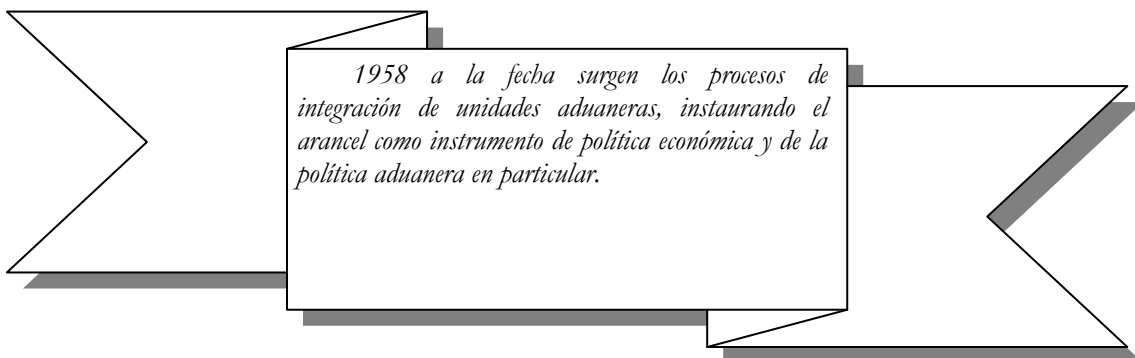 1958 a la fecha surgen los procesos de
integración de unidades aduaneras, instaurando el
arancel como instrumento de política económica y de la
política aduanera en particular.